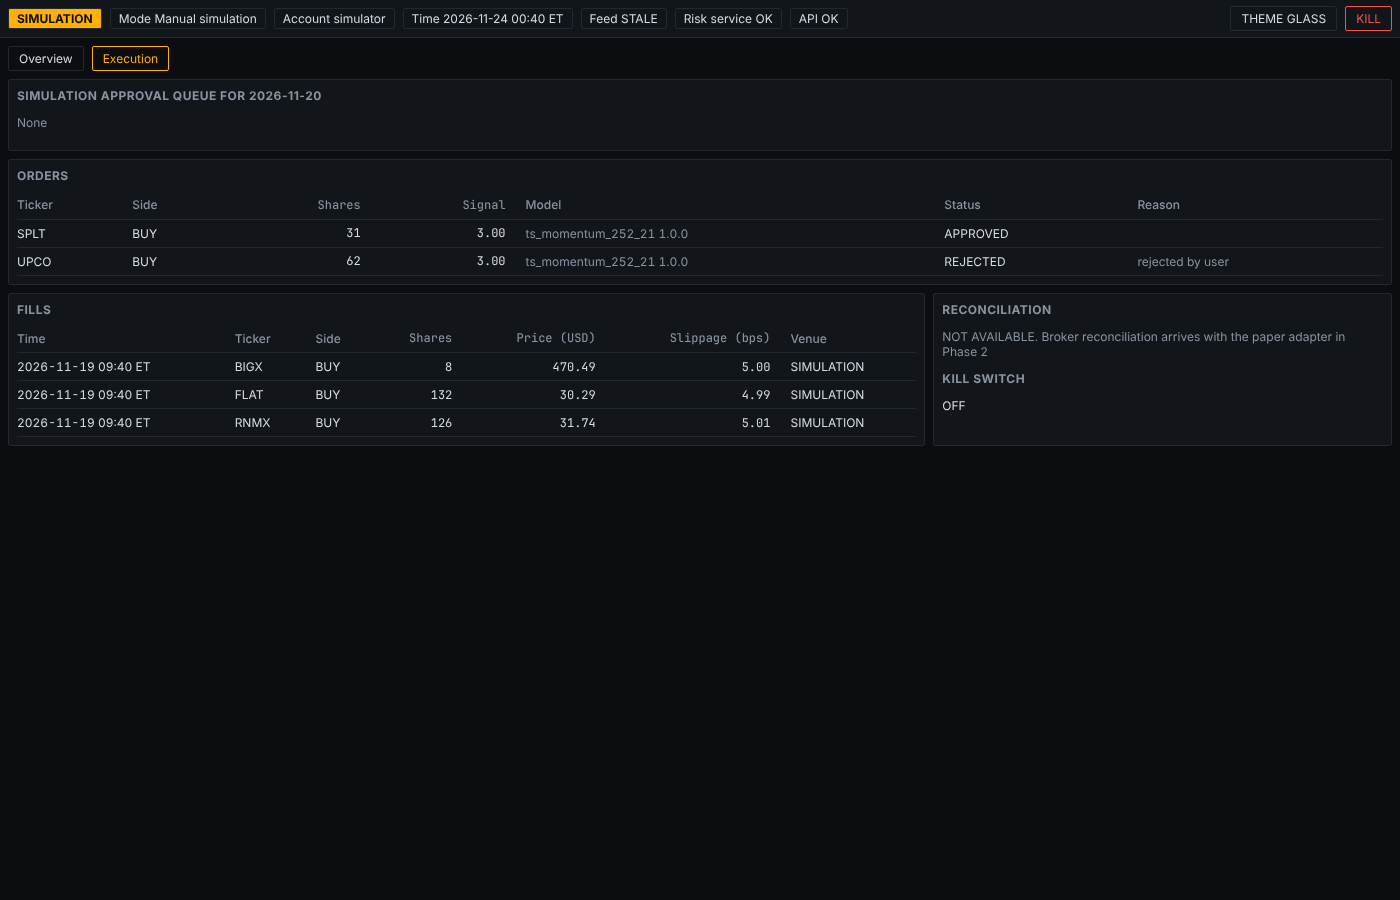 SIMULATION Mode Manual simulation Account simulator Time 2026-11-24 00:40 ET Feed STALE Risk service OK API OK THEME GLASS KILL
Overview Execution
SIMULATION APPROVAL QUEUE FOR 2026-11-20
None
ORDERS
Ticker Side Shares Signal Model Status Reason
SPLT BUY 31 3.00 ts_momentum_252_21 1.0.0 APPROVED
UPCO BUY 62 3.00 ts_momentum_252_21 1.0.0 REJECTED rejected by user
FILLS
Time Ticker Side Shares Price (USD) Slippage (bps) Venue
2026-11-19 09:40 ET BIGX BUY 8 470.49 5.00 SIMULATION
2026-11-19 09:40 ET FLAT BUY 132 30.29 4.99 SIMULATION
2026-11-19 09:40 ET RNMX BUY 126 31.74 5.01 SIMULATION
RECONCILIATION
NOT AVAILABLE. Broker reconciliation arrives with the paper adapter in
Phase 2
KILL SWITCH
OFF